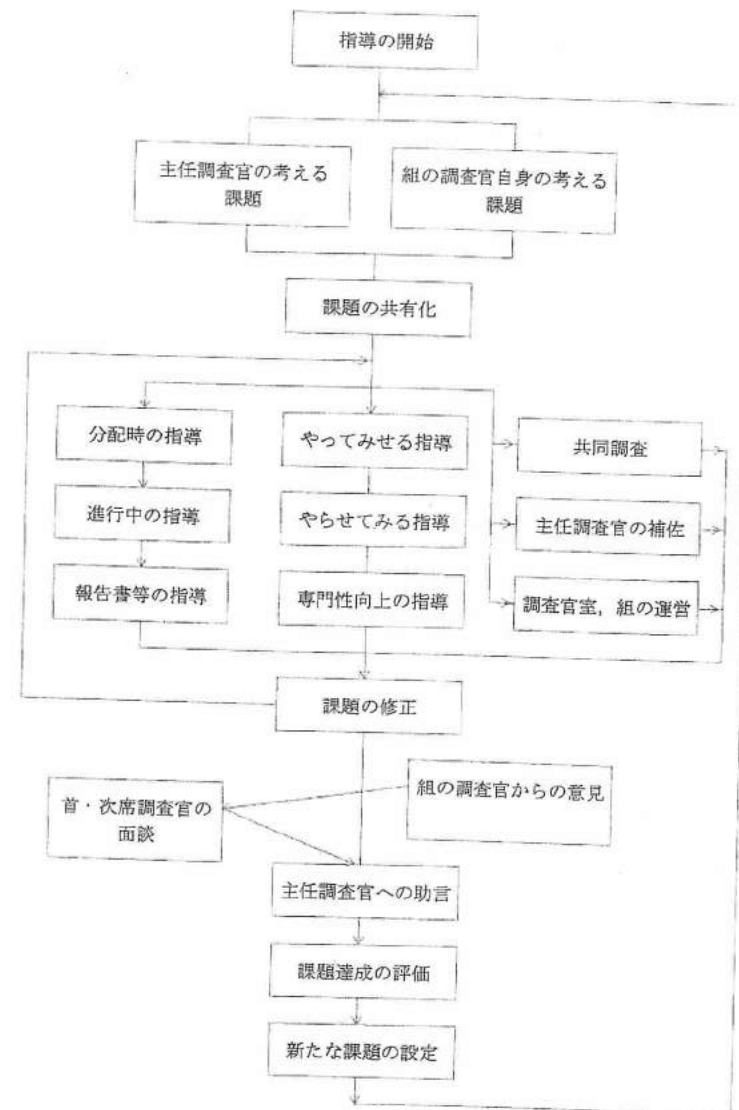 指導の開始
主任調査官の考える
課題
組の調査官自身の考える
課題
課題の共有化
分配時の指導
進行中の指導
報告書等の指導
やってみせる指導
やらせてみる指導
専門性向上の指導
共同調査
主任調査官の補佐
調査官室，組の運営
課題の修正
首・次席調査官の
面談
組の調査官からの意見
主任調査官への助言
課題達成の評価
新たな課題の設定